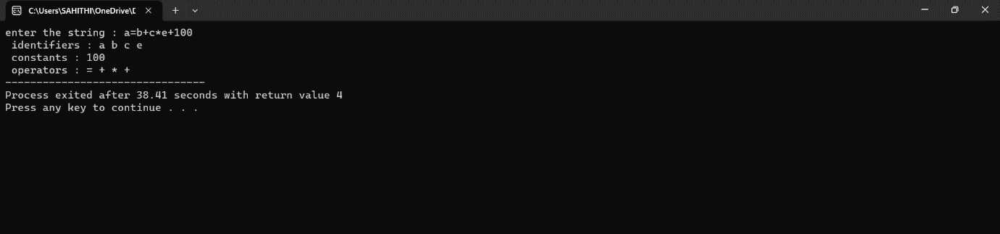 C:\Users\SAHITHI\OneDrive\D
enter the string : a=b+c*e+100
 identifiers : a b c e
 constants : 100
 operators : = + * +
--------------------------------
Process exited after 38.41 seconds with return value 4
Press any key to continue . . .